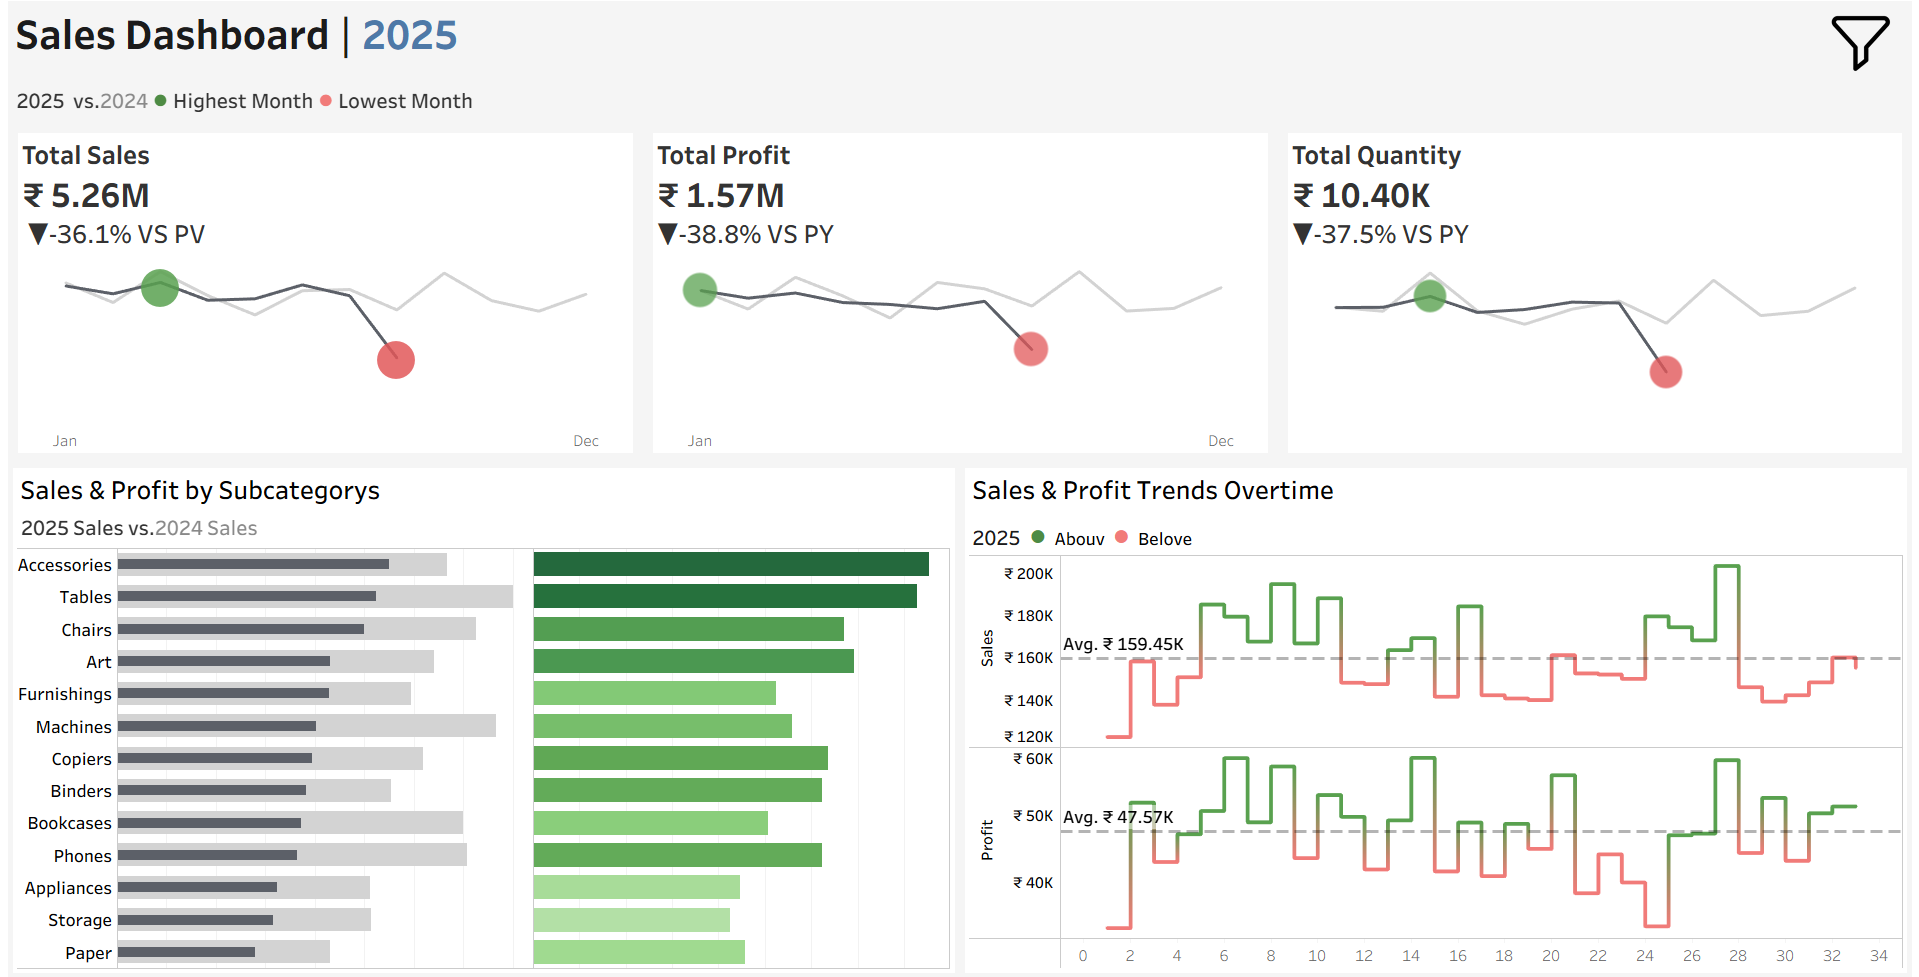 Sales Dashboard | 2025
2025 vs.2024 Highest Month Lowest Month
Total Sales
₹ 5.26M
▼-36.1% VS PV
Jan Dec
Total Profit
₹ 1.57M
▼-38.8% VS PY
Jan Dec
Total Quantity
₹ 10.40K
▼-37.5% VS PY
Sales & Profit by Subcategorys
2025 Sales vs.2024 Sales
Accessories
Tables
Chairs
Art
Furnishings
Machines
Copiers
Binders
Bookcases
Phones
Appliances
Storage
Paper
Sales & Profit Trends Overtime
2025 Abouv Belove
Sales
₹ 200K
₹ 180K
₹ 160K
₹ 140K
₹ 120K
Avg. ₹ 159.45K
Profit
₹ 60K
₹ 50K
₹ 40K
Avg. ₹ 47.57K
0 2 4 6 8 10 12 14 16 18 20 22 24 26 28 30 32 34